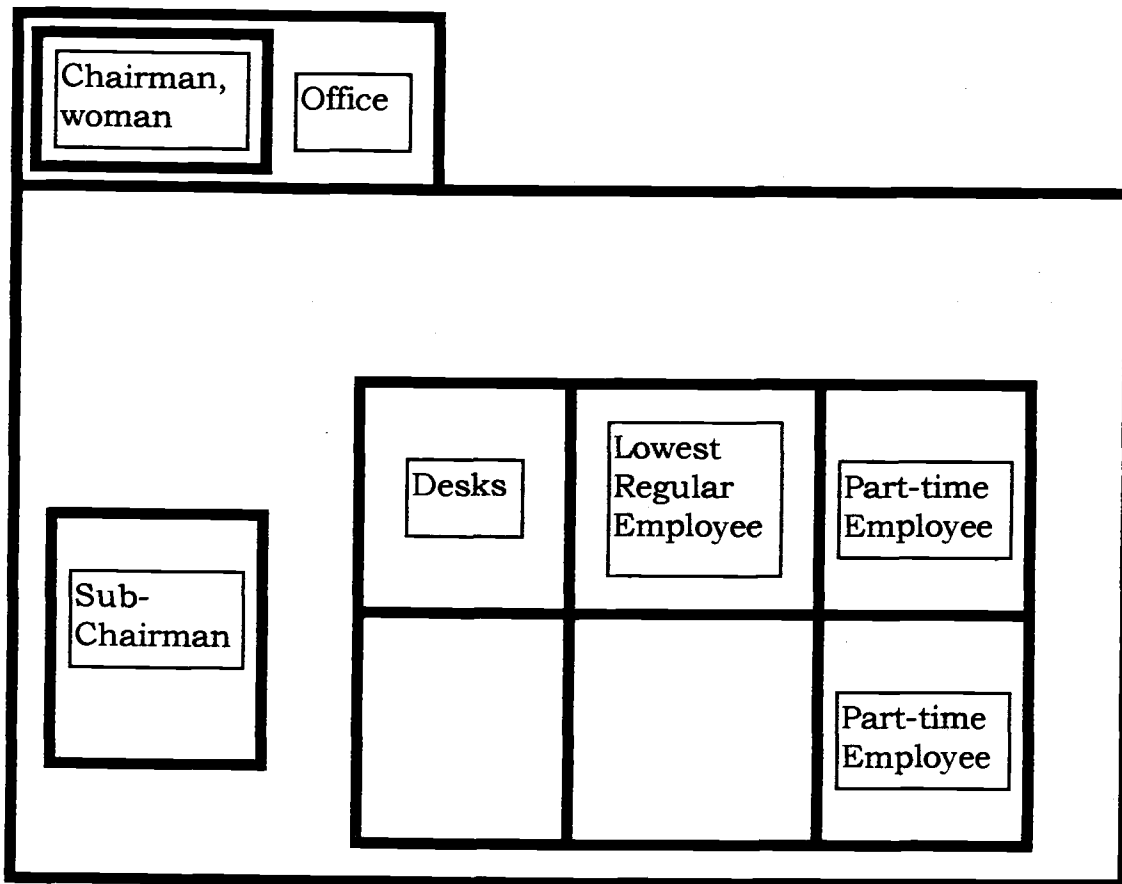 Chairman,
woman
Office
Desks
Lowest
Regular
Employee
Part-time
Employee
Sub-
Chairman
Part-time
Employee